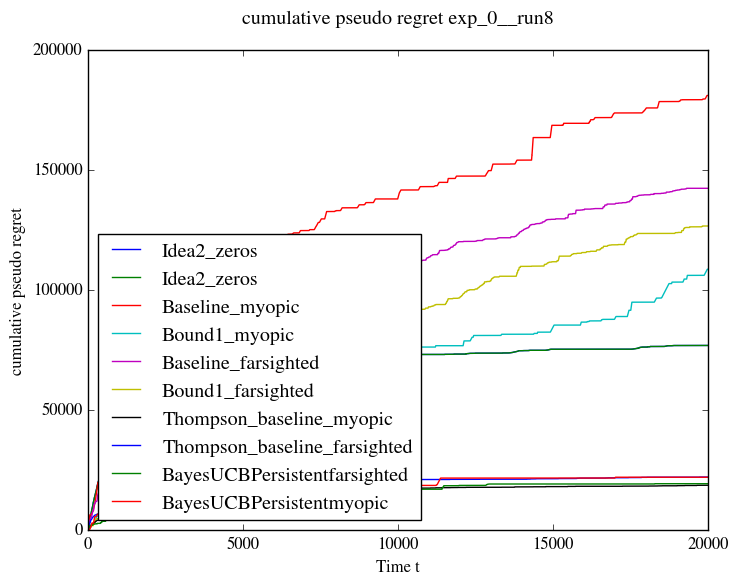 cumulative pseudo regret exp_0__run8
200000
150000
100000
50000
0
cumulative pseudo regret
Idea2_zeros
Idea2_zeros
Baseline_myopic
Bound1_myopic
Baseline_farsighted
Bound1_farsighted
Thompson_baseline_myopic
Thompson_baseline_farsighted
BayesUCBPersistentfarsighted
BayesUCBPersistentmyopic
0 5000 10000 15000 20000
Time t